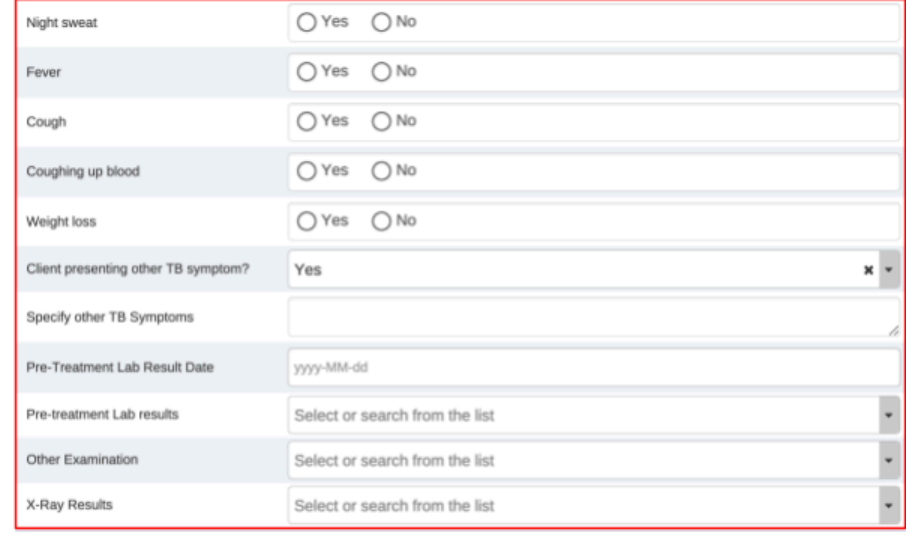 Night sweat Yes No
Fever Yes No
Cough Yes No
Coughing up blood Yes No
Weight loss Yes No
Client presenting other TB symptom? Yes
Specify other TB Symptoms
Pre-Treatment Lab Result Date yyyy-MM-dd
Pre-treatment Lab results Select or search from the list
Other Examination Select or search from the list
X-Ray Results Select or search from the list